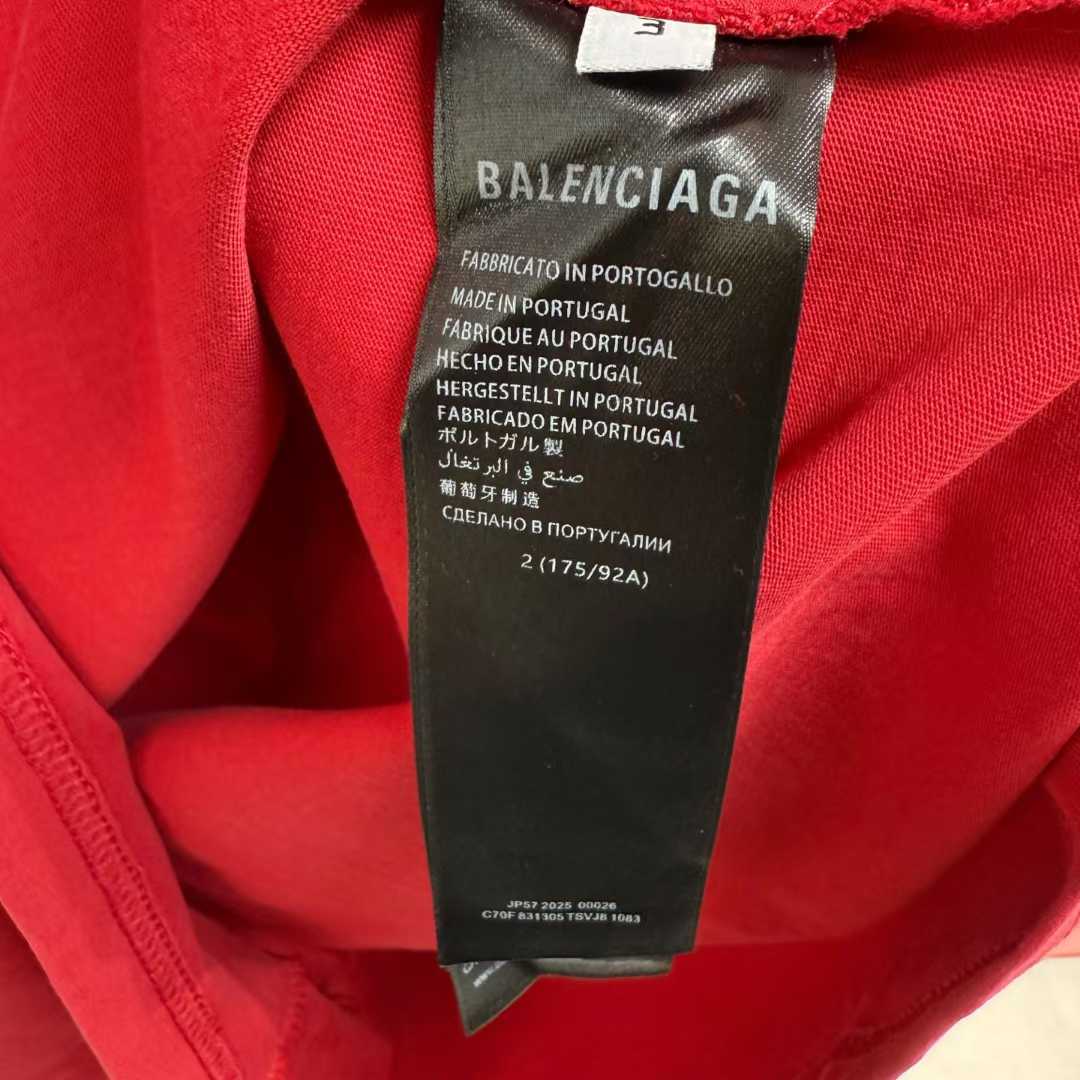 BALENCIAGA
FABBRICATO IN PORTOGALLO
MADE IN PORTUGAL
FABRIQUE AU PORTUGAL
HECHO EN PORTUGAL
HERGESTELLT IN PORTUGAL
FABRICADO EM PORTUGAL
ポルトガル製
صنع في البرتغال
葡萄牙制造
СДЕЛАНО В ПОРТУГАЛИИ
2 (175/92A)
JP57 2025 00026
C70F 831305 TSVJ8 1083